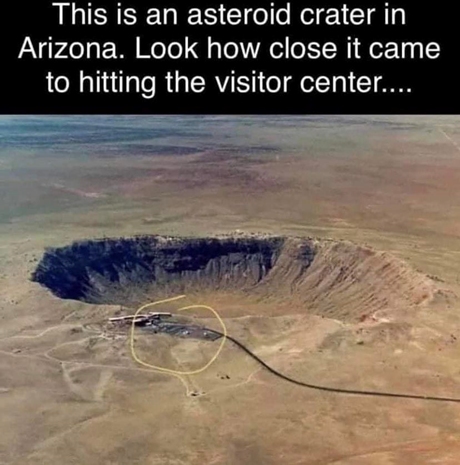 This is an asteroid crater in
Arizona. Look how close it came
to hitting the visitor center....